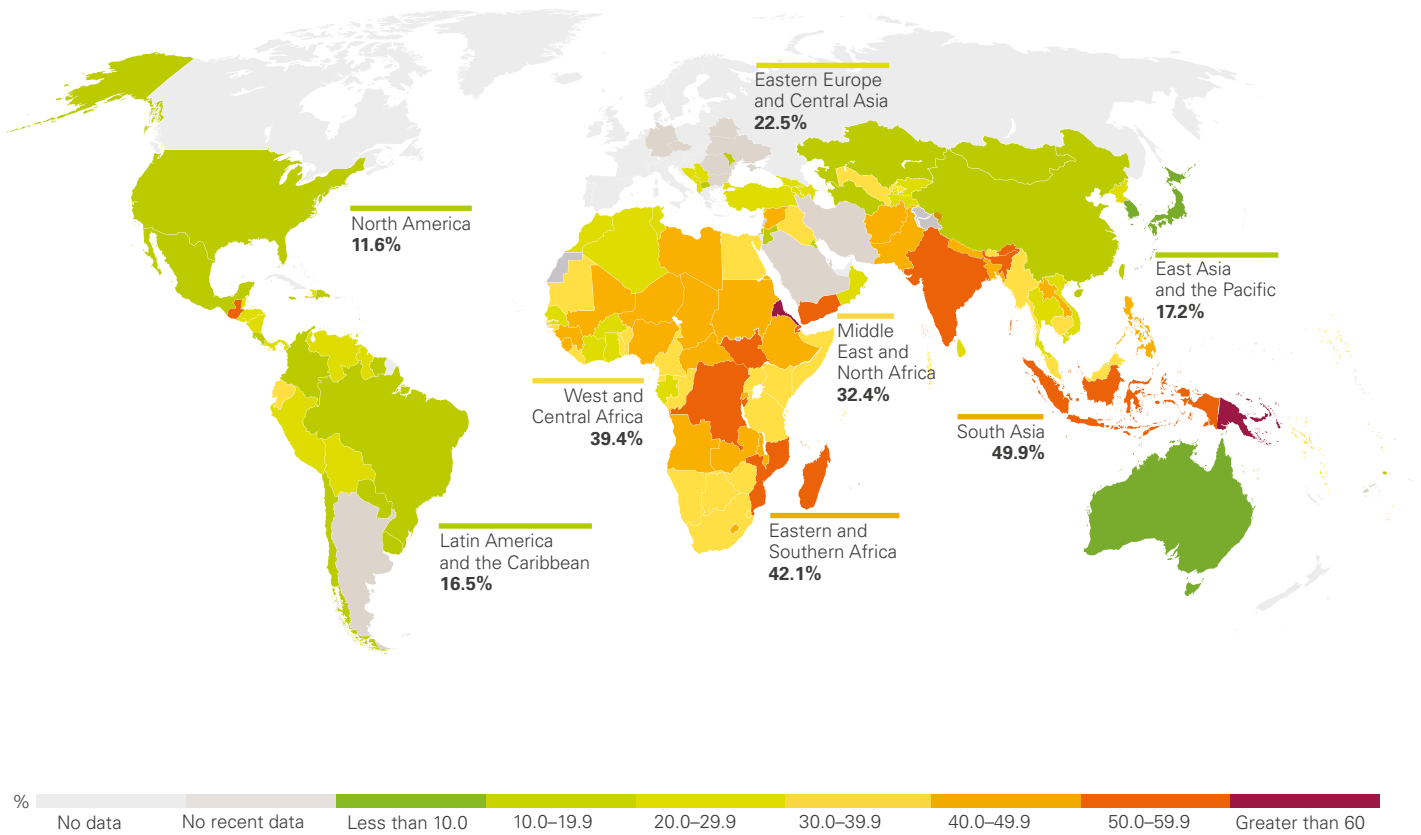 Eastern Europe
and Central Asia
22.5%
North America
11.6%
East Asia
and the Pacific
17.2%
Middle
East and
North Africa
32.4%
West and
Central Africa
39.4%
South Asia
49.9%
Eastern and
Southern Africa
42.1%
Latin America
and the Caribbean
16.5%
%
No data
No recent data
Less than 10.0
10.0–19.9
20.0–29.9
30.0–39.9
40.0–49.9
50.0–59.9
Greater than 60